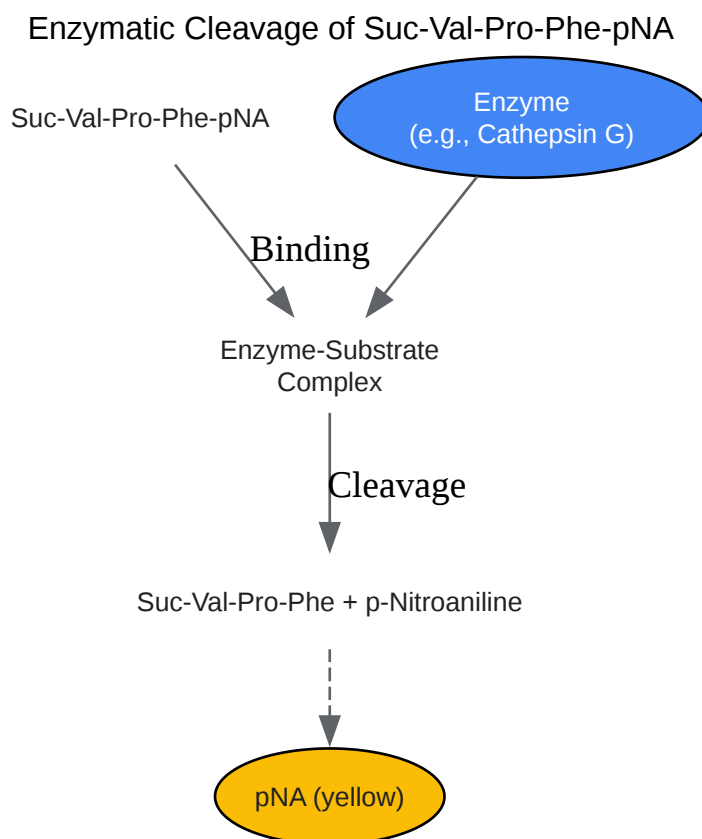 Enzymatic Cleavage of Suc-Val-Pro-Phe-pNA
Suc-Val-Pro-Phe-pNA
Enzyme
(e.g., Cathepsin G)
Binding
Enzyme-Substrate
Complex
Cleavage
Suc-Val-Pro-Phe + p-Nitroaniline
pNA (yellow)